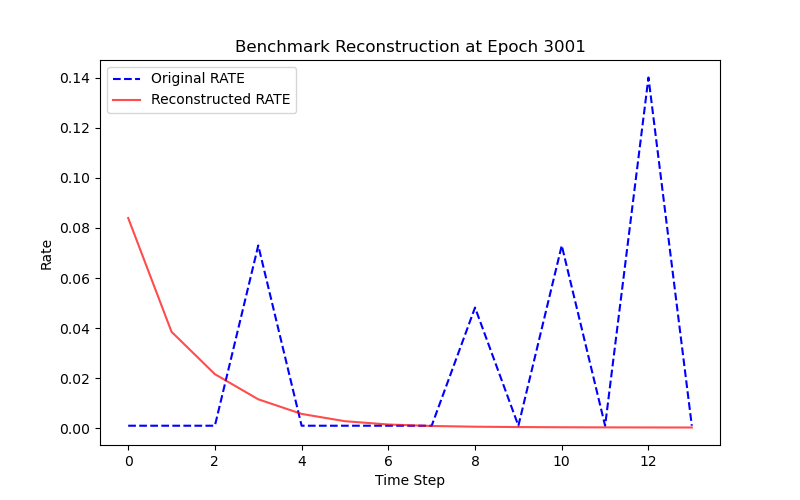 Benchmark Reconstruction at Epoch 3001
Original RATE
Reconstructed RATE
0.14
0.12
0.10
0.08
0.06
0.04
0.02
0.00
Rate
0 2 4 6 8 10 12
Time Step